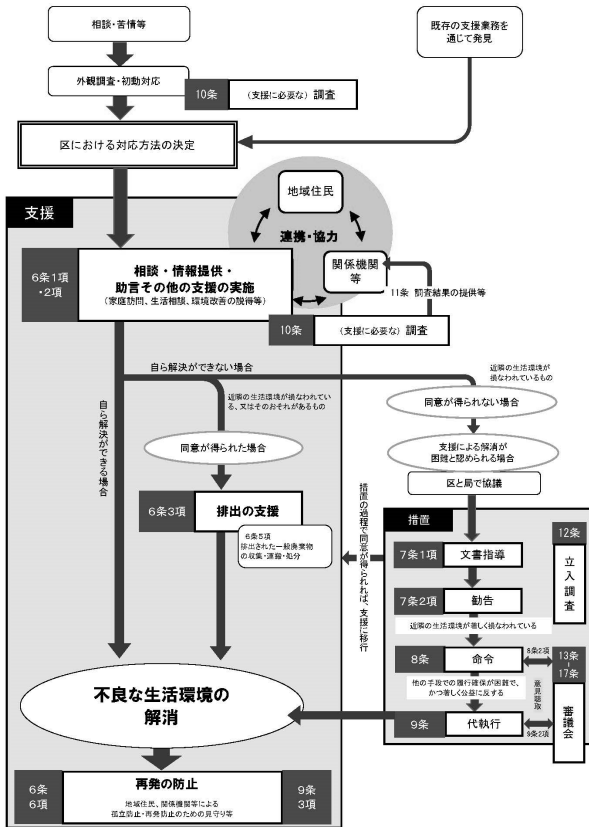 相談・苦情等
既存の支援業務を
通じて発見
外観調査・初動対応
10条
(支援に必要な) 調査
区における対応方法の決定
支援
地域住民
連携・協力
関係機関
等
6条1項
・2項
相談・情報提供・
助言その他の支援の実施
(家庭訪問、生活相談、環境改善の説得等)
11条 調査結果の提供等
10条
(支援に必要な) 調査
自ら解決ができない場合
近隣の生活環境が
損なわれているもの
自ら解決ができる場合
近隣の生活環境が損なわれてい
る、又はそのおそれがあるもの
同意が得られない場合
同意が得られた場合
支援による解消が
困難と認められる場合
区と局で協議
6条3項
排出の支援
6条5項
排出された一般廃棄物
の収集・運搬・処分
措置の過程で同意が得られれば、支援に移行
措置
12条
立入調査
7条1項
文書指導
7条2項
勧告
近隣の生活環境が著しく損なわれている
8条
命令
8条2項
13条
~
17条
他の手段での履行確保が困難で、
かつ著しく公益に反する
意見聴取
審議会
9条
代執行
9条2項
不良な生活環境の
解消
6条
6項
再発の防止
地域住民、関係機関等による
孤立防止・再発防止のための見守り等
9条
3項